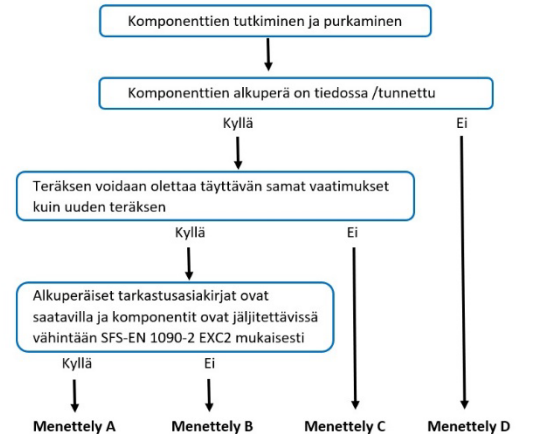 Komponenttien tutkiminen ja purkaminen
Komponenttien alkuperä on tiedossa /tunnettu
Kyllä
Ei
Teräksen voidaan olettaa täyttävän samat vaatimukset
kuin uuden teräksen
Kyllä
Ei
Alkuperäiset tarkastusasiakirjat ovat
saatavilla ja komponentit ovat jäljitettävissä
vähintään SFS-EN 1090-2 EXC2 mukaisesti
Kyllä
Ei
Menettely A
Menettely B
Menettely C
Menettely D